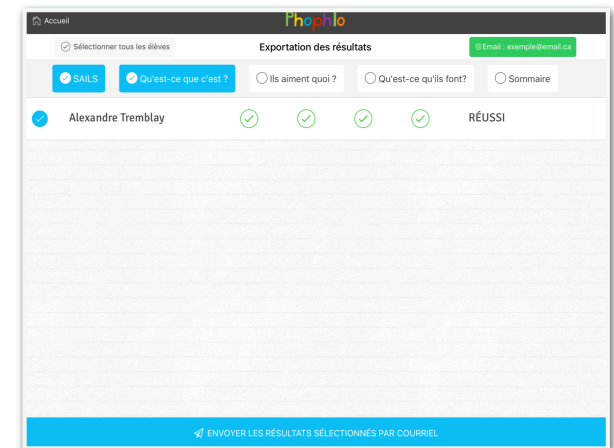 Accueil
Phophlo
Sélectionner tous les élèves
Exportation des résultats
@Email : exemple@email.ca
SAILS
Qu'est-ce que c'est ?
Ils aiment quoi ?
Qu'est-ce qu'ils font?
Sommaire
Alexandre Tremblay
RÉUSSI
ENVOYER LES RÉSULTATS SÉLECTIONNÉS PAR COURRIEL